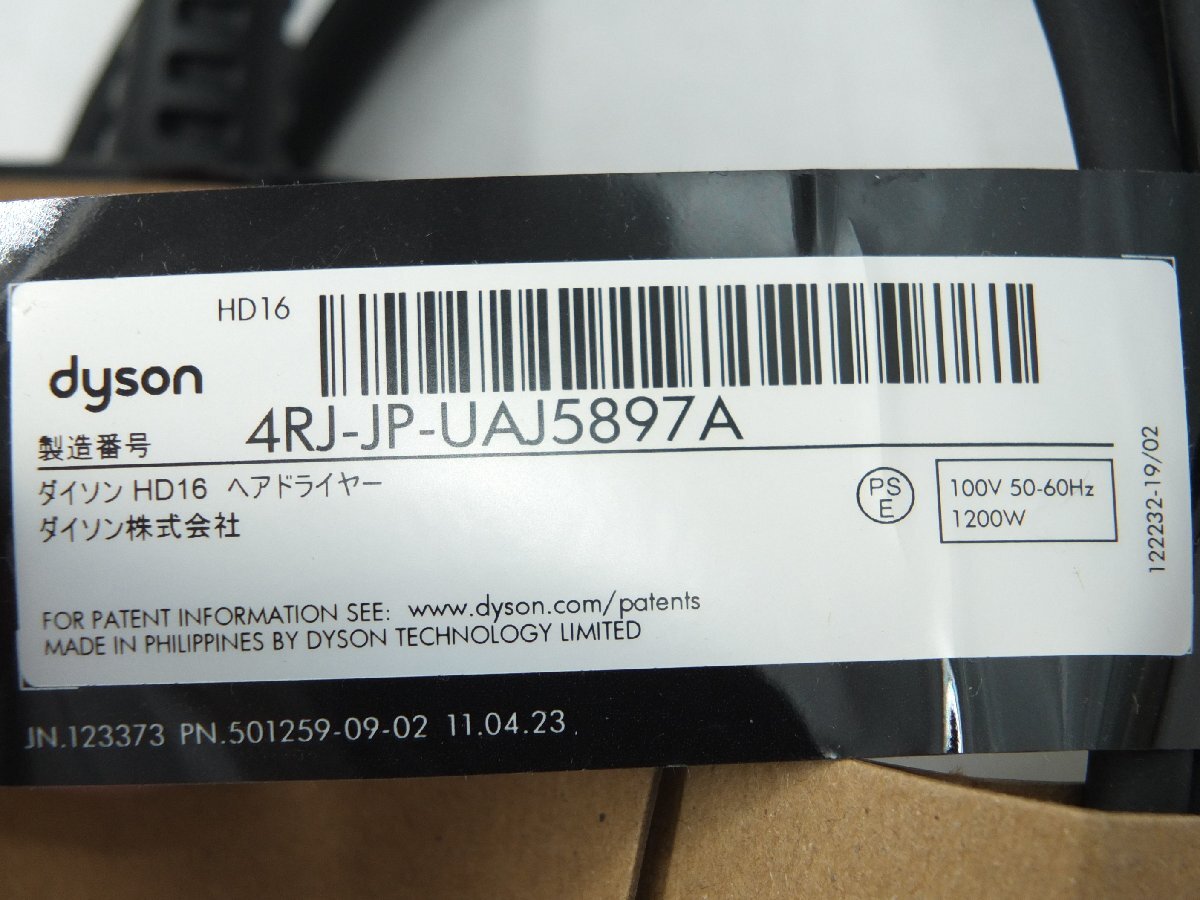 HD16
dyson
製造番号 4RJ-JP-UAJ5897A
ダイソン HD16 ヘアドライヤー
ダイソン株式会社
PS
E
100V 50-60Hz
1200W
122232-19/02
FOR PATENT INFORMATION SEE: www.dyson.com/patents
MADE IN PHILIPPINES BY DYSON TECHNOLOGY LIMITED
JN.123373 PN.501259-09-02 11.04.23